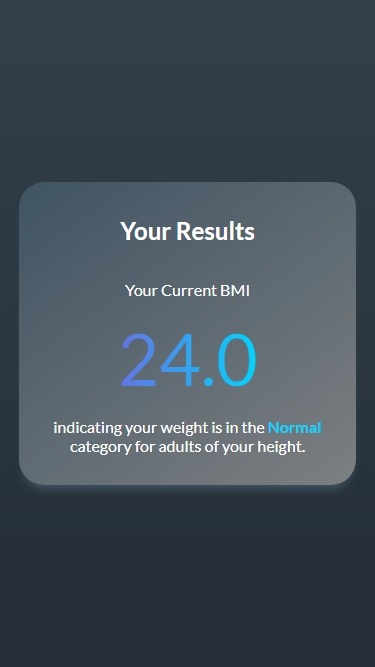 Your Results
Your Current BMI
24.0
indicating your weight is in the Normal
category for adults of your height.